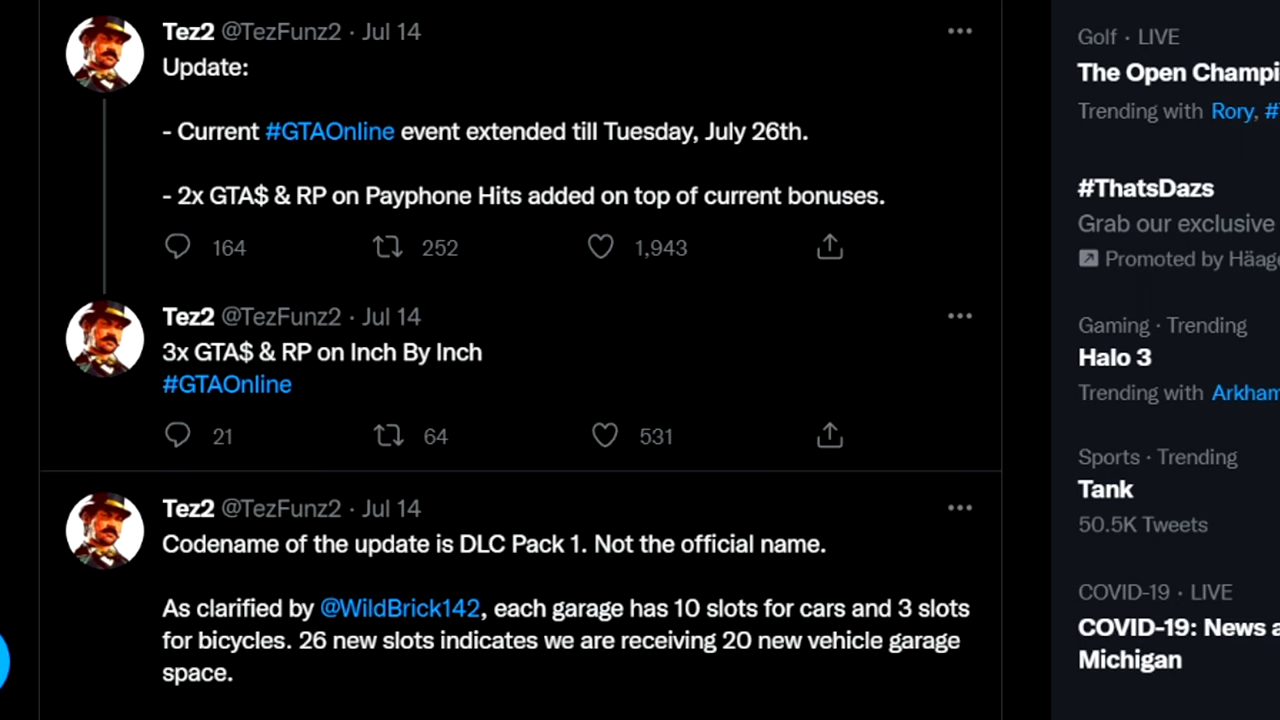 Tez2 @TezFunz2 · Jul 14
Update:
- Current #GTAOnline event extended till Tuesday, July 26th.
- 2x GTA$ & RP on Payphone Hits added on top of current bonuses.
164 252 1,943
Tez2 @TezFunz2 · Jul 14
3x GTA$ & RP on Inch By Inch
#GTAOnline
21 64 531
Tez2 @TezFunz2 · Jul 14
Codename of the update is DLC Pack 1. Not the official name.
As clarified by @WildBrick142, each garage has 10 slots for cars and 3 slots
for bicycles. 26 new slots indicates we are receiving 20 new vehicle garage
space.
Golf · LIVE
The Open Champi
Trending with Rory, #
#ThatsDazs
Grab our exclusive
Promoted by Häag
Gaming · Trending
Halo 3
Trending with Arkham
Sports · Trending
Tank
50.5K Tweets
COVID-19 · LIVE
COVID-19: News a
Michigan